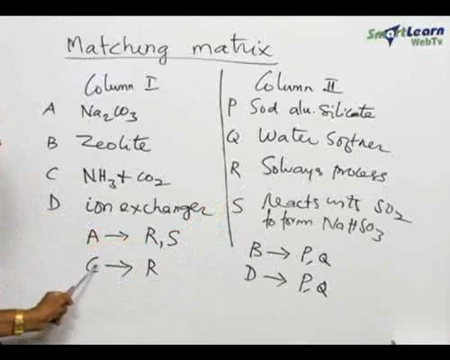 SmartLearn
WebTv
Matching matrix
Column I
Column II
A Na2CO3
P Sod alu. silicate
B Zeolite
Q Water Softner
C NH3 + CO2
R Solvays process
D ion exchanger
S Reacts with SO2
to form NaHSO3
A → R, S
B → P, Q
C → R
D → P, Q